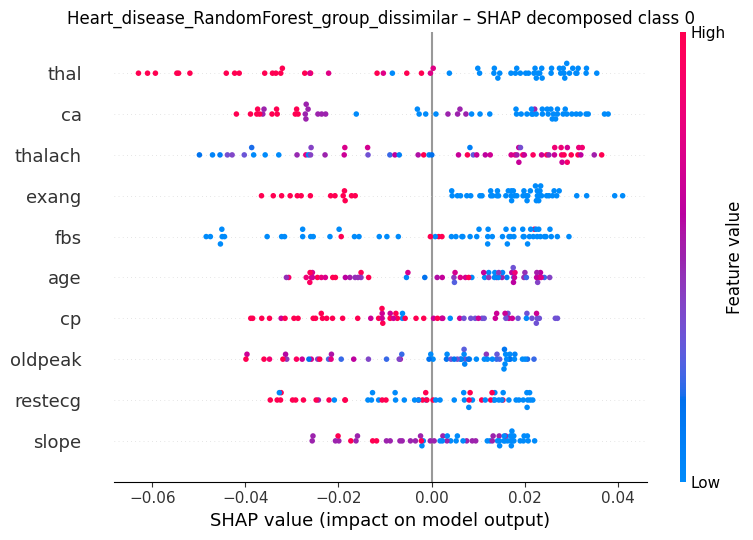 Heart_disease_RandomForest_group_dissimilar – SHAP decomposed class 0
High
thal
ca
thalach
exang
fbs
age
cp
oldpeak
restecg
slope
Feature value
Low
−0.06 −0.04 −0.02 0.00 0.02 0.04
SHAP value (impact on model output)